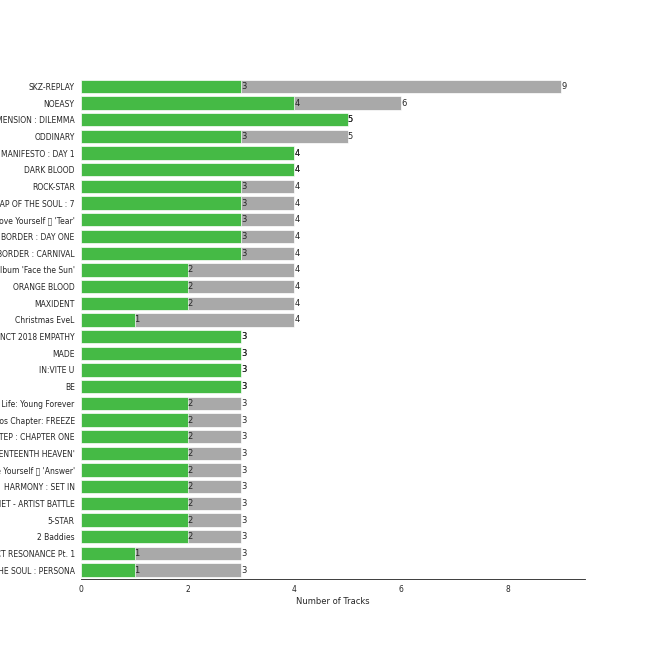 SKZ-REPLAY 3 9
NOEASY 4 6
MENSION : DILEMMA 5
ODDINARY 3 5
MANIFESTO : DAY 1 4
DARK BLOOD 4
ROCK-STAR 3 4
AP OF THE SOUL : 7 3 4
ove Yourself 轉 'Tear' 3 4
BORDER : DAY ONE 3 4
BORDER : CARNIVAL 3 4
lbum 'Face the Sun' 2 4
ORANGE BLOOD 2 4
MAXIDENT 2 4
Christmas EveL 1 4
NCT 2018 EMPATHY 3
MADE 3
IN:VITE U 3
BE 3
Life: Young Forever 2 3
os Chapter: FREEZE 2 3
TEP : CHAPTER ONE 2 3
ENTEENTH HEAVEN' 2 3
e Yourself 結 'Answer' 2 3
HARMONY : SET IN 2 3
NET - ARTIST BATTLE 2 3
5-STAR 2 3
2 Baddies 2 3
CT RESONANCE Pt. 1 1 3
HE SOUL : PERSONA 1 3
0 2 4 6 8
Number of Tracks